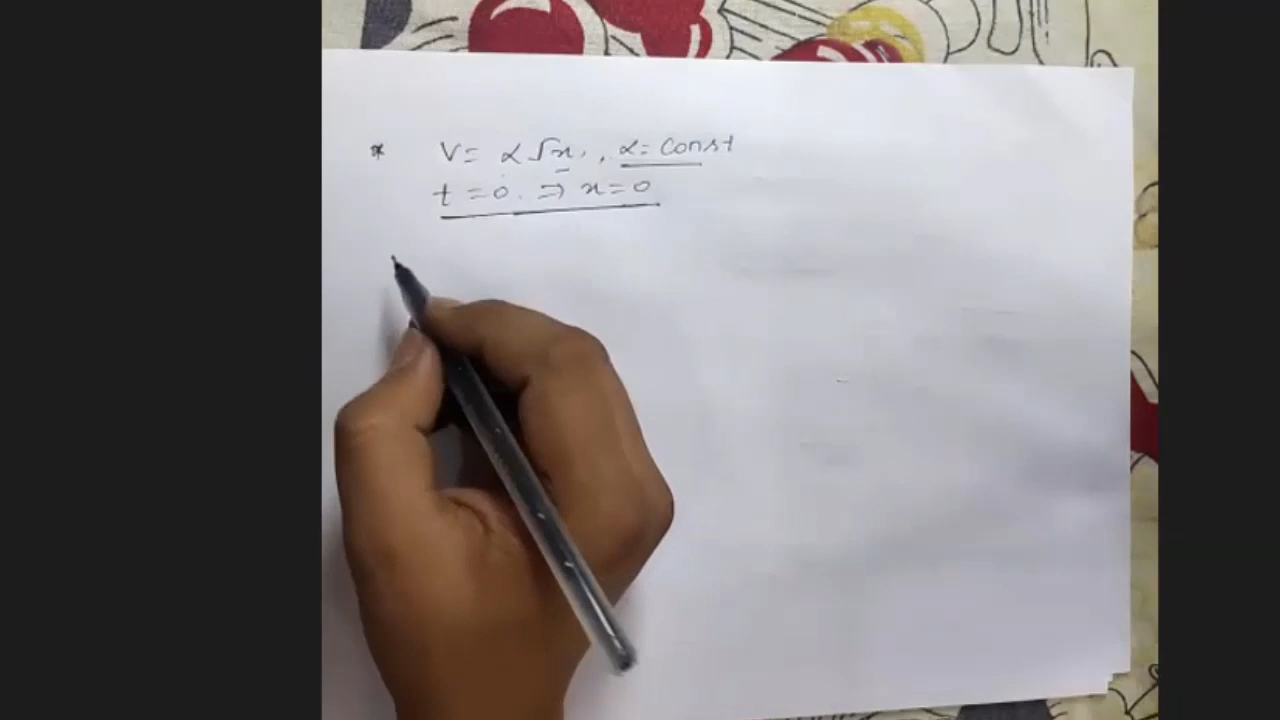 * V = α √x, , α = Const
t = 0. ⇒ x = 0